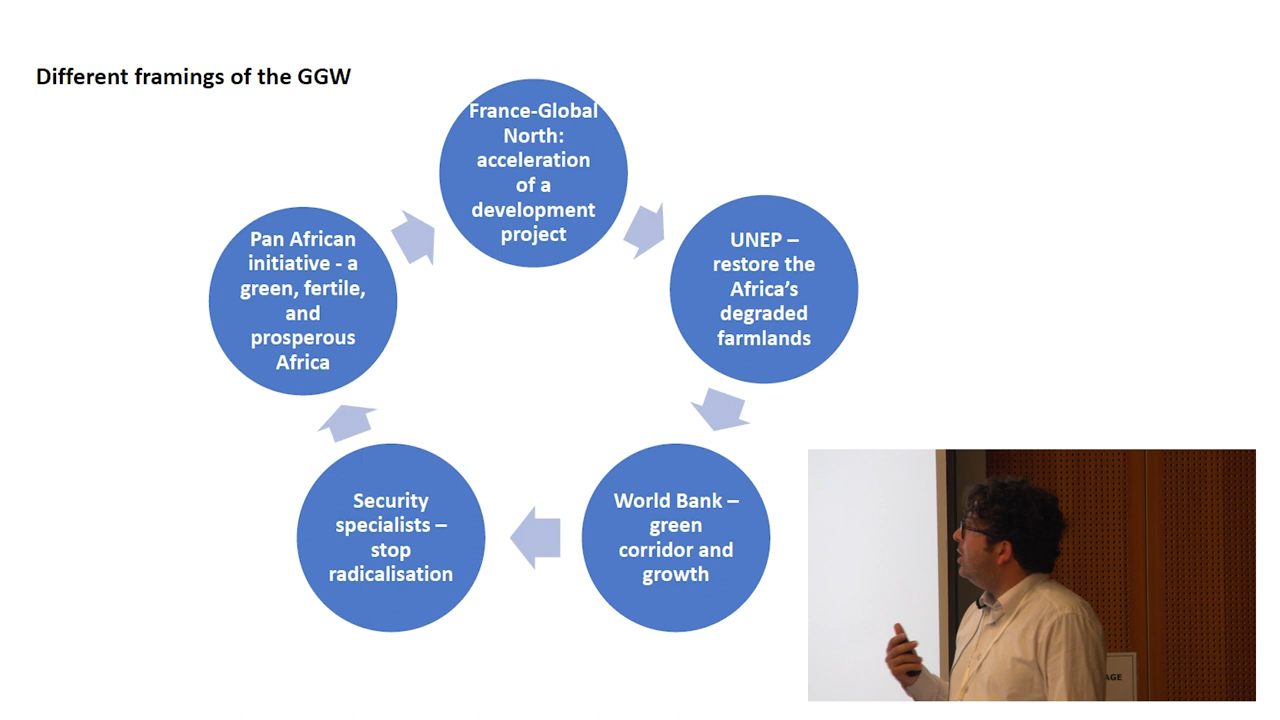 Different framings of the GGW
France-Global
North:
acceleration
of a
development
project
UNEP –
restore the
Africa's
degraded
farmlands
World Bank –
green
corridor and
growth
Security
specialists –
stop
radicalisation
Pan African
initiative - a
green, fertile,
and
prosperous
Africa